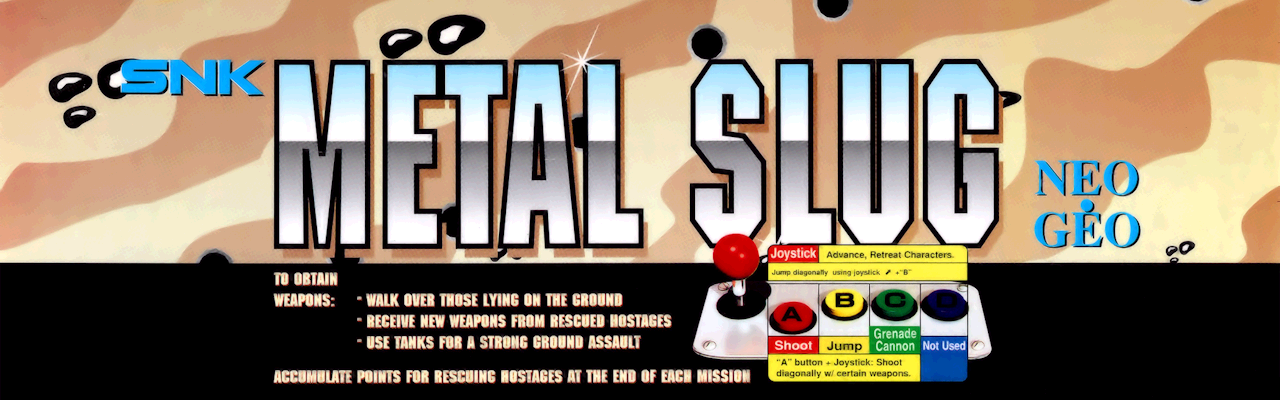 SNK
METAL SLUG
NEO
GEO
TO OBTAIN
WEAPONS: - WALK OVER THOSE LYING ON THE GROUND
- RECEIVE NEW WEAPONS FROM RESCUED HOSTAGES
- USE TANKS FOR A STRONG GROUND ASSAULT
ACCUMULATE POINTS FOR RESCUING HOSTAGES AT THE END OF EACH MISSION
Joystick Advance, Retreat Characters.
Jump diagonally using joystick ⬈ +"B"
A B C D
Shoot Jump Grenade Cannon Not Used
"A" button + Joystick: Shoot
diagonally w/ certain weapons.